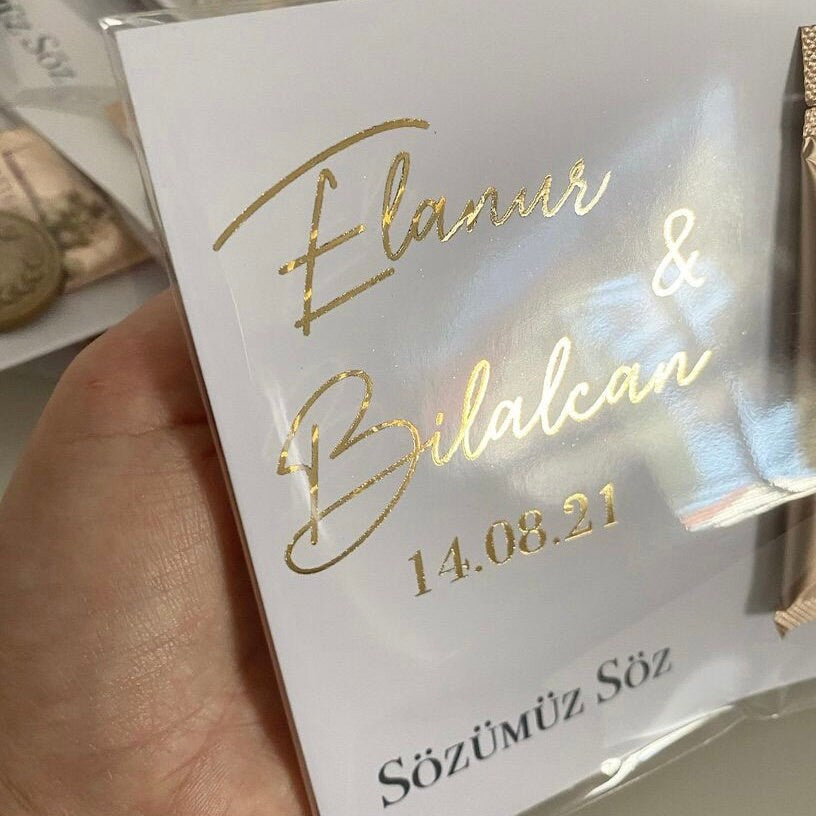 Elanur
&
Bilalcan
14.08.21
SÖZÜMÜZ SÖZ